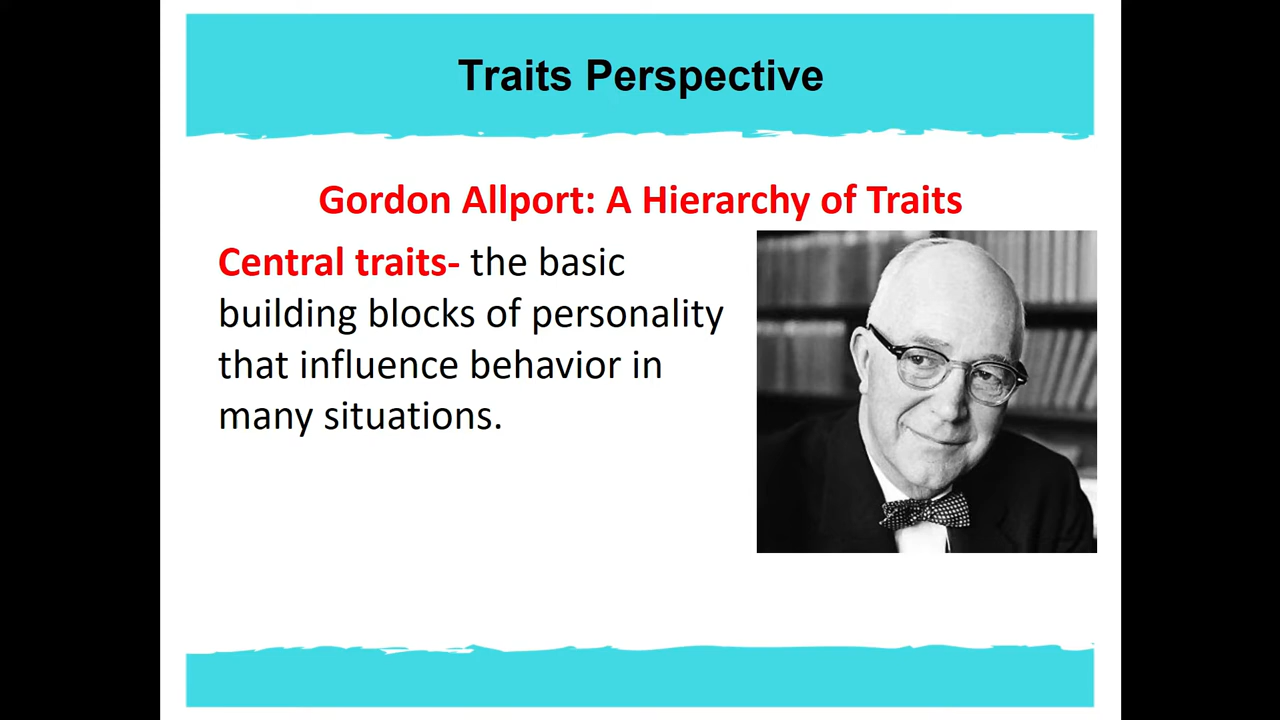 Traits Perspective
Gordon Allport: A Hierarchy of Traits
Central traits- the basic
building blocks of personality
that influence behavior in
many situations.